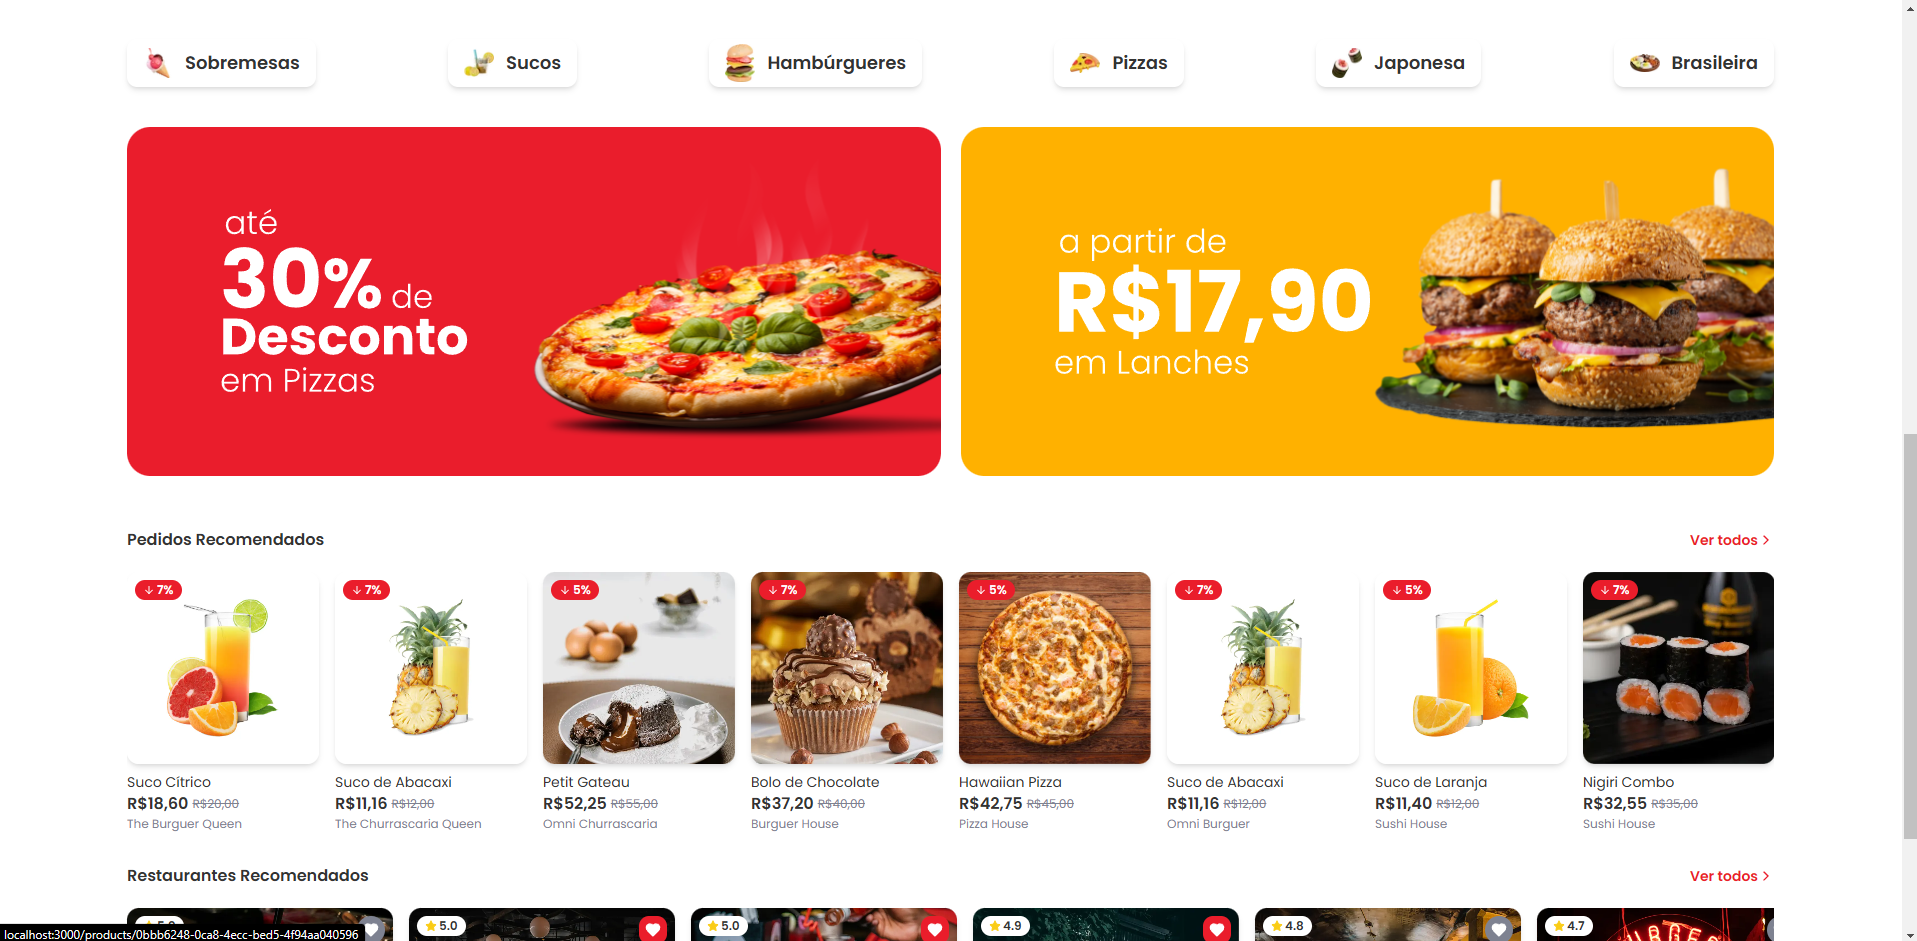 Sobremesas
Sucos
Hambúrgueres
Pizzas
Japonesa
Brasileira
até
30% de
Desconto
em Pizzas
a partir de
R$17,90
em Lanches
Pedidos Recomendados
Ver todos
7%
7%
5%
7%
5%
7%
5%
7%
Suco Cítrico
R$18,60 R$20,00
The Burguer Queen
Suco de Abacaxi
R$11,16 R$12,00
The Churrascaria Queen
Petit Gateau
R$52,25 R$55,00
Omni Churrascaria
Bolo de Chocolate
R$37,20 R$40,00
Burguer House
Hawaiian Pizza
R$42,75 R$45,00
Pizza House
Suco de Abacaxi
R$11,16 R$12,00
Omni Burguer
Suco de Laranja
R$11,40 R$12,00
Sushi House
Nigiri Combo
R$32,55 R$35,00
Sushi House
Restaurantes Recomendados
Ver todos
5.0
5.0
4.9
4.8
4.7
localhost:3000/products/0bbb6248-0ca8-4ecc-bed5-4f94aa040596